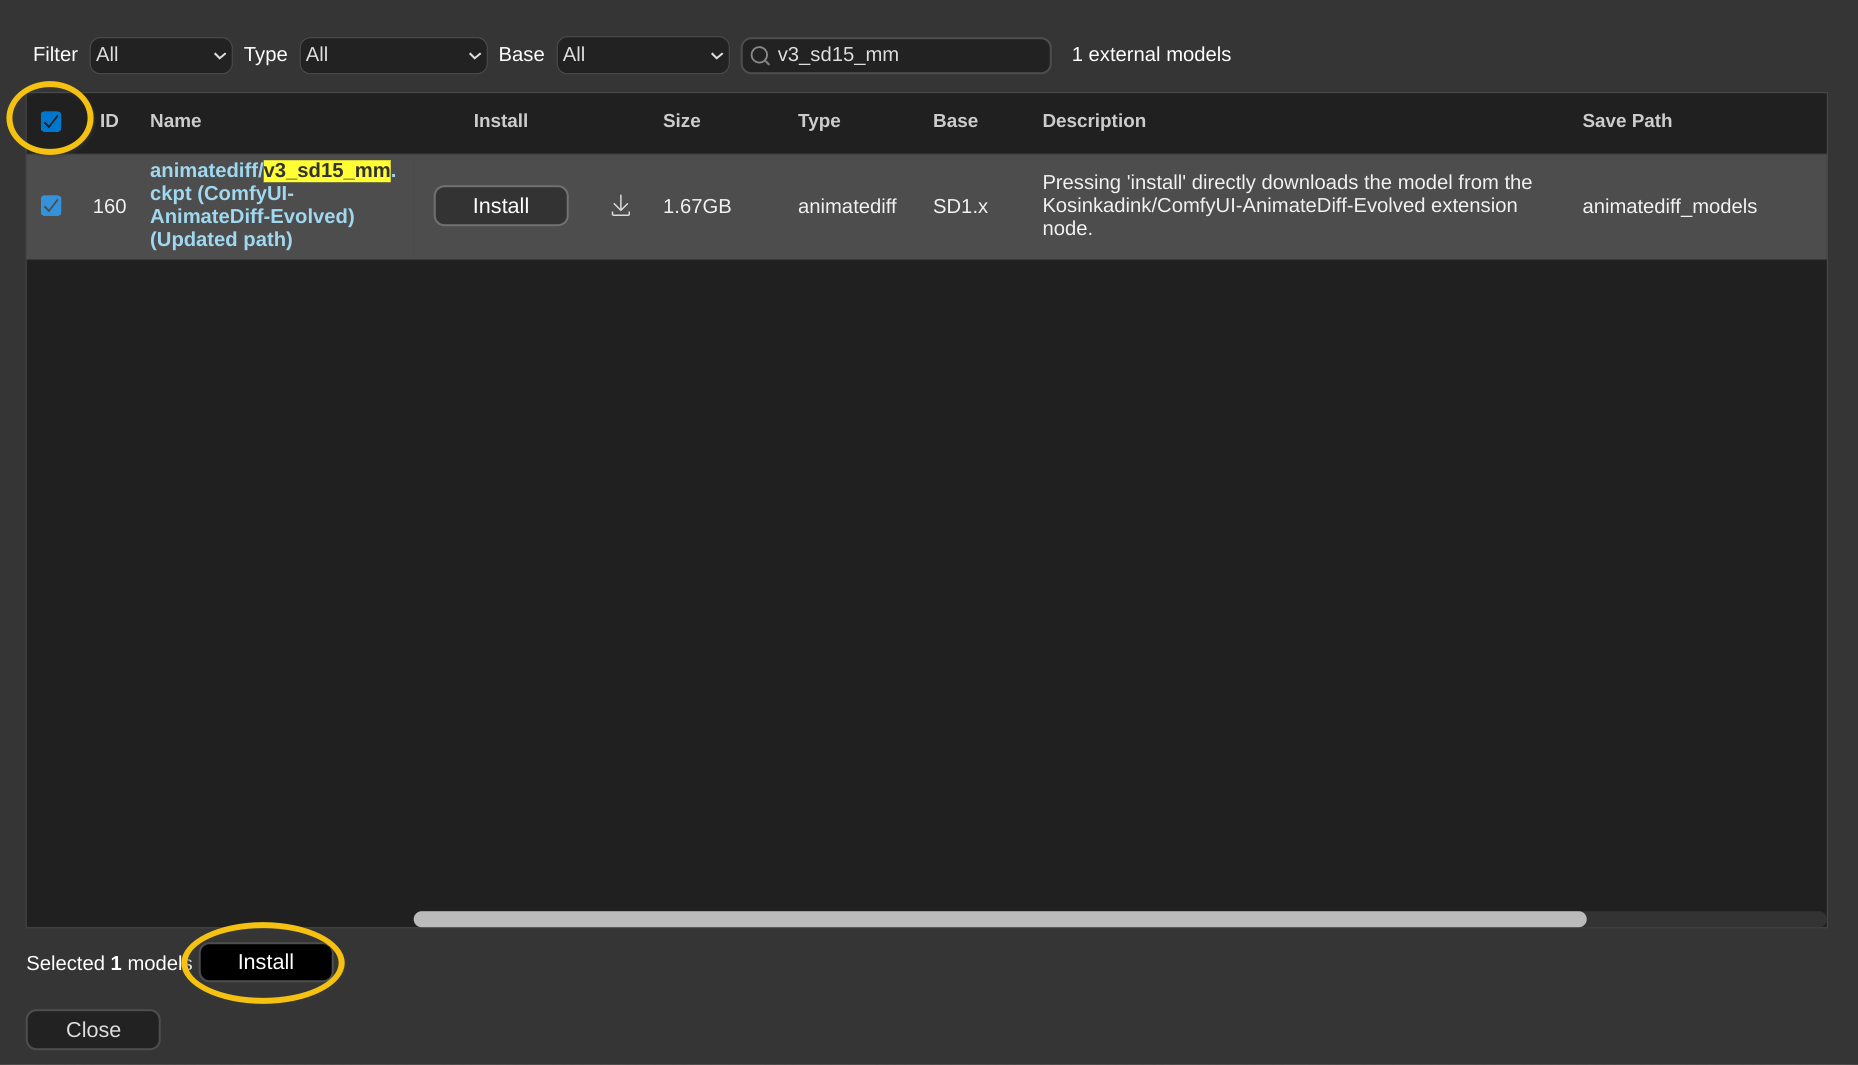 Filter All Type All Base All v3_sd15_mm 1 external models
ID Name Install Size Type Base Description Save Path
animatediff/v3_sd15_mm.
ckpt (ComfyUI-
AnimateDiff-Evolved)
(Updated path)
160
Install
1.67GB
animatediff
SD1.x
Pressing 'install' directly downloads the model from the
Kosinkadink/ComfyUI-AnimateDiff-Evolved extension
node.
animatediff_models
Selected 1 models Install
Close